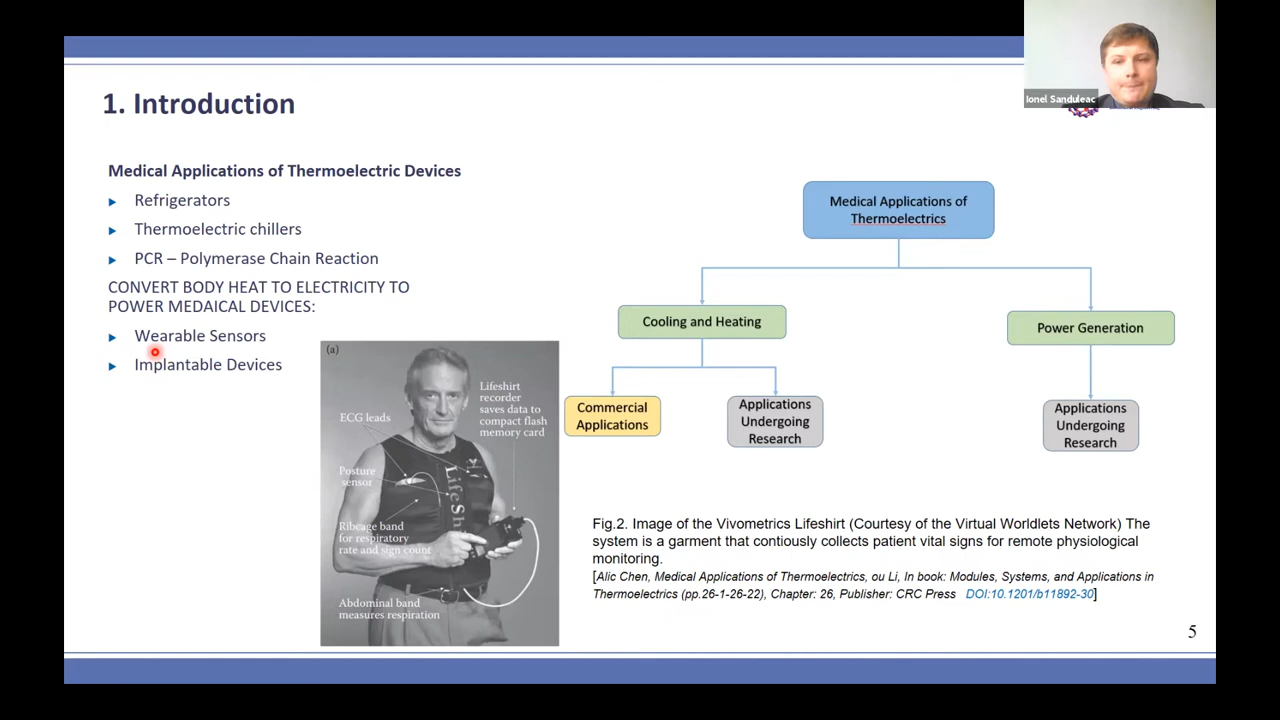 Ionel Sanduleac
1. Introduction
Medical Applications of Thermoelectric Devices
Refrigerators
Thermoelectric chillers
PCR – Polymerase Chain Reaction
CONVERT BODY HEAT TO ELECTRICITY TO
POWER MEDAICAL DEVICES:
Wearable Sensors
Implantable Devices
(a)
Lifeshirt
recorder
saves data to
compact flash
memory card
ECG leads
Posture
sensor
Ribcage band
for respiratory
rate and sign count
Abdominal band
measures respiration
Medical Applications of
Thermoelectrics
Cooling and Heating
Power Generation
Commercial
Applications
Applications
Undergoing
Research
Applications
Undergoing
Research
Fig.2. Image of the Vivometrics Lifeshirt (Courtesy of the Virtual Worldlets Network) The
system is a garment that contiously collects patient vital signs for remote physiological
monitoring.
[Alic Chen, Medical Applications of Thermoelectrics, ou Li, In book: Modules, Systems, and Applications in
Thermoelectrics (pp.26-1-26-22), Chapter: 26, Publisher: CRC Press DOI:10.1201/b11892-30]
5